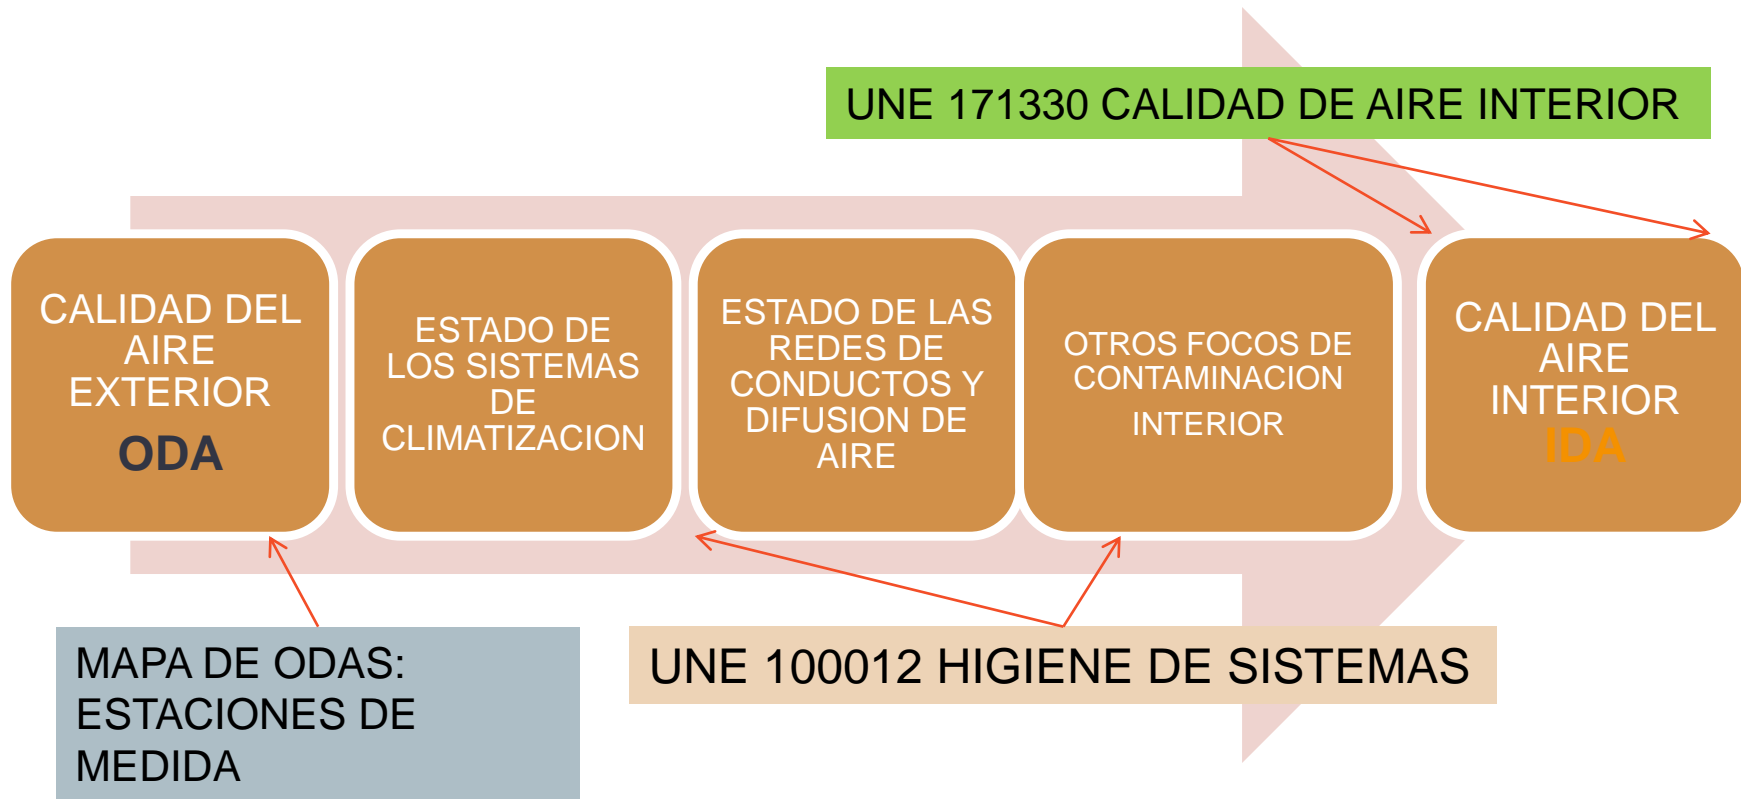 UNE 171330 CALIDAD DE AIRE INTERIOR
CALIDAD DEL
AIRE
EXTERIOR
ODA
ESTADO DE
LOS SISTEMAS
DE
CLIMATIZACION
ESTADO DE LAS
REDES DE
CONDUCTOS Y
DIFUSION DE
AIRE
OTROS FOCOS DE
CONTAMINACION
INTERIOR
CALIDAD DEL
AIRE
INTERIOR
IDA
MAPA DE ODAS:
ESTACIONES DE
MEDIDA
UNE 100012 HIGIENE DE SISTEMAS